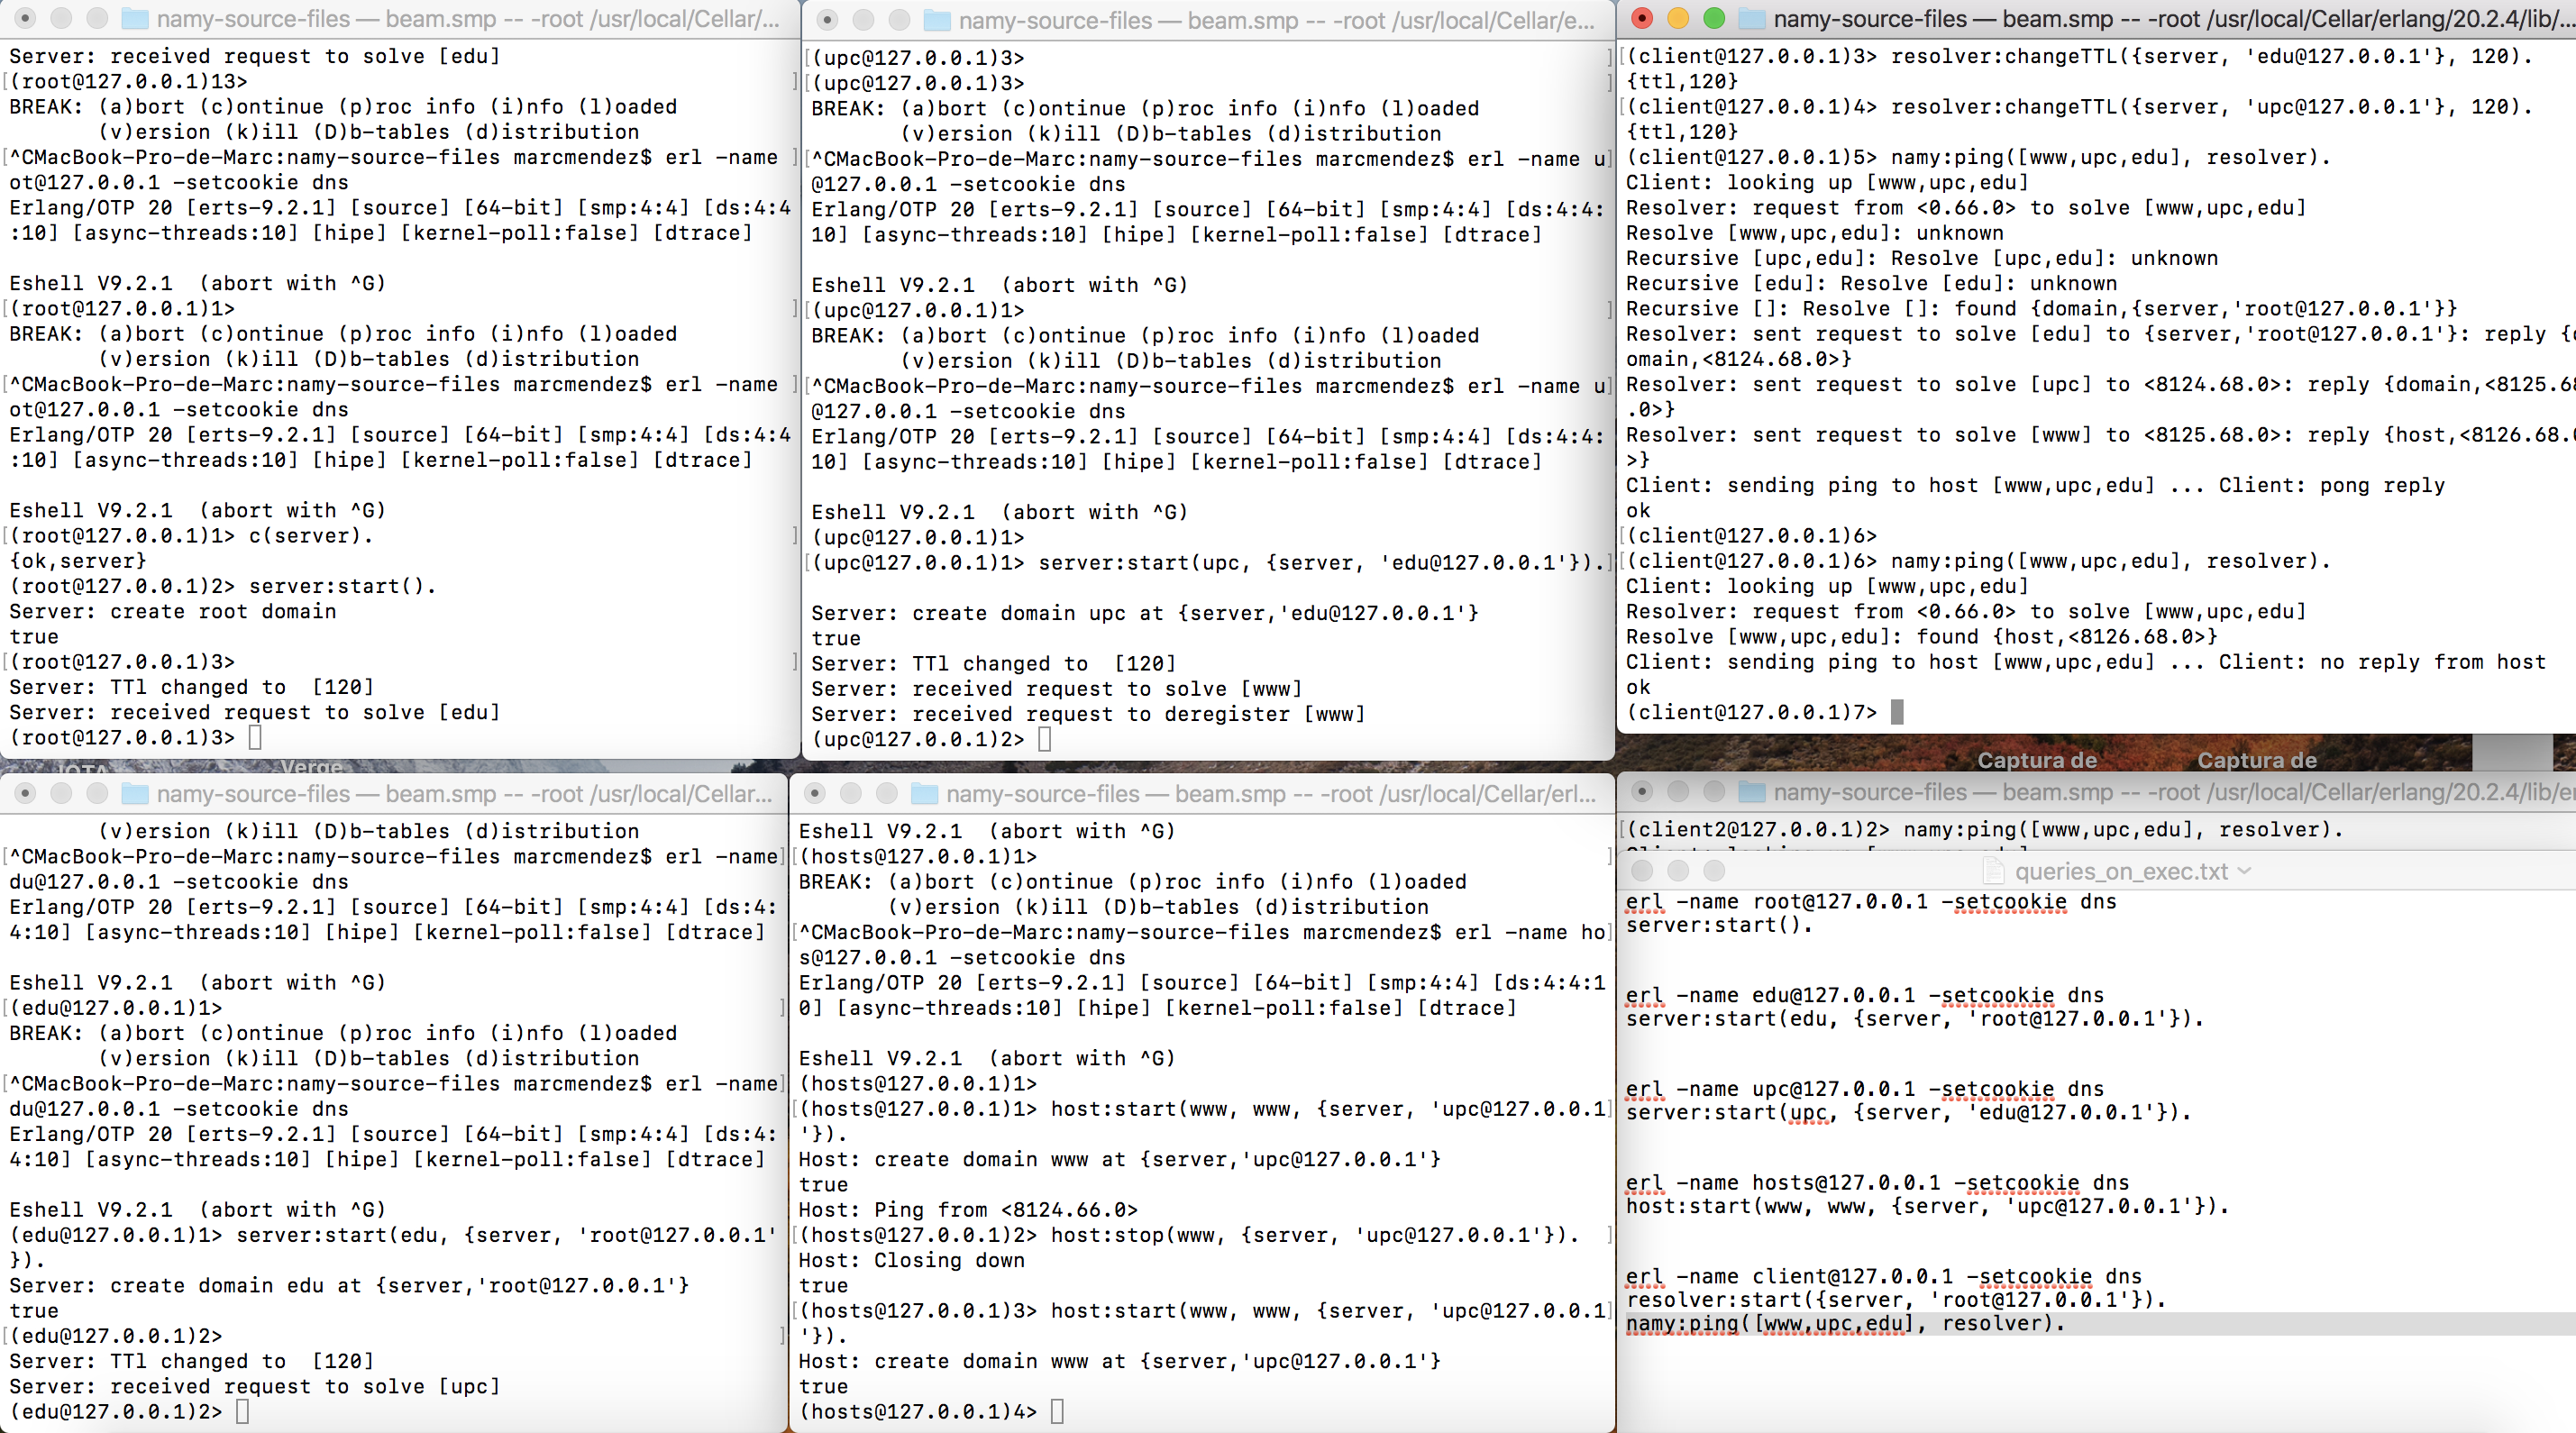 namy-source-files — beam.smp -- -root /usr/local/Cellar/...
Server: received request to solve [edu]
[(root@127.0.0.1)13> ]
BREAK: (a)bort (c)ontinue (p)roc info (i)nfo (l)oaded
(v)ersion (k)ill (D)b-tables (d)istribution
[^CMacBook-Pro-de-Marc:namy-source-files marcmendez$ erl -name ]
ot@127.0.0.1 -setcookie dns
Erlang/OTP 20 [erts-9.2.1] [source] [64-bit] [smp:4:4] [ds:4:4
:10] [async-threads:10] [hipe] [kernel-poll:false] [dtrace]
Eshell V9.2.1  (abort with ^G)
[(root@127.0.0.1)1> ]
BREAK: (a)bort (c)ontinue (p)roc info (i)nfo (l)oaded
(v)ersion (k)ill (D)b-tables (d)istribution
[^CMacBook-Pro-de-Marc:namy-source-files marcmendez$ erl -name ]
ot@127.0.0.1 -setcookie dns
Erlang/OTP 20 [erts-9.2.1] [source] [64-bit] [smp:4:4] [ds:4:4
:10] [async-threads:10] [hipe] [kernel-poll:false] [dtrace]
Eshell V9.2.1  (abort with ^G)
[(root@127.0.0.1)1> c(server). ]
{ok,server}
(root@127.0.0.1)2> server:start().
Server: create root domain
true
[(root@127.0.0.1)3> ]
Server: TTl changed to  [120]
Server: received request to solve [edu]
(root@127.0.0.1)3>
namy-source-files — beam.smp -- -root /usr/local/Cellar/e...
[(upc@127.0.0.1)3> ]
[(upc@127.0.0.1)3> ]
BREAK: (a)bort (c)ontinue (p)roc info (i)nfo (l)oaded
(v)ersion (k)ill (D)b-tables (d)istribution
[^CMacBook-Pro-de-Marc:namy-source-files marcmendez$ erl -name u]
@127.0.0.1 -setcookie dns
Erlang/OTP 20 [erts-9.2.1] [source] [64-bit] [smp:4:4] [ds:4:4:
10] [async-threads:10] [hipe] [kernel-poll:false] [dtrace]
Eshell V9.2.1  (abort with ^G)
[(upc@127.0.0.1)1> ]
BREAK: (a)bort (c)ontinue (p)roc info (i)nfo (l)oaded
(v)ersion (k)ill (D)b-tables (d)istribution
[^CMacBook-Pro-de-Marc:namy-source-files marcmendez$ erl -name u]
@127.0.0.1 -setcookie dns
Erlang/OTP 20 [erts-9.2.1] [source] [64-bit] [smp:4:4] [ds:4:4:
10] [async-threads:10] [hipe] [kernel-poll:false] [dtrace]
Eshell V9.2.1  (abort with ^G)
(upc@127.0.0.1)1>
[(upc@127.0.0.1)1> server:start(upc, {server, 'edu@127.0.0.1'}).]
Server: create domain upc at {server,'edu@127.0.0.1'}
true
Server: TTl changed to  [120]
Server: received request to solve [www]
Server: received request to deregister [www]
(upc@127.0.0.1)2>
namy-source-files — beam.smp -- -root /usr/local/Cellar/erlang/20.2.4/lib/...
[(client@127.0.0.1)3> resolver:changeTTL({server, 'edu@127.0.0.1'}, 120).
{ttl,120}
[(client@127.0.0.1)4> resolver:changeTTL({server, 'upc@127.0.0.1'}, 120).
{ttl,120}
(client@127.0.0.1)5> namy:ping([www,upc,edu], resolver).
Client: looking up [www,upc,edu]
Resolver: request from <0.66.0> to solve [www,upc,edu]
Resolve [www,upc,edu]: unknown
Recursive [upc,edu]: Resolve [upc,edu]: unknown
Recursive [edu]: Resolve [edu]: unknown
Recursive []: Resolve []: found {domain,{server,'root@127.0.0.1'}}
Resolver: sent request to solve [edu] to {server,'root@127.0.0.1'}: reply {d
omain,<8124.68.0>}
Resolver: sent request to solve [upc] to <8124.68.0>: reply {domain,<8125.68
.0>}
Resolver: sent request to solve [www] to <8125.68.0>: reply {host,<8126.68.0
>}
Client: sending ping to host [www,upc,edu] ... Client: pong reply
ok
[(client@127.0.0.1)6>
[(client@127.0.0.1)6> namy:ping([www,upc,edu], resolver).
Client: looking up [www,upc,edu]
Resolver: request from <0.66.0> to solve [www,upc,edu]
Resolve [www,upc,edu]: found {host,<8126.68.0>}
Client: sending ping to host [www,upc,edu] ... Client: no reply from host
ok
(client@127.0.0.1)7>
Verge
Captura de
Captura de
namy-source-files — beam.smp -- -root /usr/local/Cellar...
(v)ersion (k)ill (D)b-tables (d)istribution
[^CMacBook-Pro-de-Marc:namy-source-files marcmendez$ erl -name]
du@127.0.0.1 -setcookie dns
Erlang/OTP 20 [erts-9.2.1] [source] [64-bit] [smp:4:4] [ds:4:
4:10] [async-threads:10] [hipe] [kernel-poll:false] [dtrace]
Eshell V9.2.1  (abort with ^G)
[(edu@127.0.0.1)1> ]
BREAK: (a)bort (c)ontinue (p)roc info (i)nfo (l)oaded
(v)ersion (k)ill (D)b-tables (d)istribution
[^CMacBook-Pro-de-Marc:namy-source-files marcmendez$ erl -name]
du@127.0.0.1 -setcookie dns
Erlang/OTP 20 [erts-9.2.1] [source] [64-bit] [smp:4:4] [ds:4:
4:10] [async-threads:10] [hipe] [kernel-poll:false] [dtrace]
Eshell V9.2.1  (abort with ^G)
(edu@127.0.0.1)1> server:start(edu, {server, 'root@127.0.0.1'
}).
Server: create domain edu at {server,'root@127.0.0.1'}
true
[(edu@127.0.0.1)2> ]
Server: TTl changed to  [120]
Server: received request to solve [upc]
(edu@127.0.0.1)2>
namy-source-files — beam.smp -- -root /usr/local/Cellar/erl...
Eshell V9.2.1  (abort with ^G)
[(hosts@127.0.0.1)1> ]
BREAK: (a)bort (c)ontinue (p)roc info (i)nfo (l)oaded
(v)ersion (k)ill (D)b-tables (d)istribution
[^CMacBook-Pro-de-Marc:namy-source-files marcmendez$ erl -name ho]
s@127.0.0.1 -setcookie dns
Erlang/OTP 20 [erts-9.2.1] [source] [64-bit] [smp:4:4] [ds:4:4:1
0] [async-threads:10] [hipe] [kernel-poll:false] [dtrace]
Eshell V9.2.1  (abort with ^G)
(hosts@127.0.0.1)1>
[(hosts@127.0.0.1)1> host:start(www, www, {server, 'upc@127.0.0.1]
'}).
Host: create domain www at {server,'upc@127.0.0.1'}
true
Host: Ping from <8124.66.0>
[(hosts@127.0.0.1)2> host:stop(www, {server, 'upc@127.0.0.1'}). ]
Host: Closing down
true
[(hosts@127.0.0.1)3> host:start(www, www, {server, 'upc@127.0.0.1]
'}).
Host: create domain www at {server,'upc@127.0.0.1'}
true
(hosts@127.0.0.1)4>
namy-source-files — beam.smp -- -root /usr/local/Cellar/erlang/20.2.4/lib/er
[(client2@127.0.0.1)2> namy:ping([www,upc,edu], resolver).
queries_on_exec.txt
erl -name root@127.0.0.1 -setcookie dns
server:start().
erl -name edu@127.0.0.1 -setcookie dns
server:start(edu, {server, 'root@127.0.0.1'}).
erl -name upc@127.0.0.1 -setcookie dns
server:start(upc, {server, 'edu@127.0.0.1'}).
erl -name hosts@127.0.0.1 -setcookie dns
host:start(www, www, {server, 'upc@127.0.0.1'}).
erl -name client@127.0.0.1 -setcookie dns
resolver:start({server, 'root@127.0.0.1'}).
namy:ping([www,upc,edu], resolver).